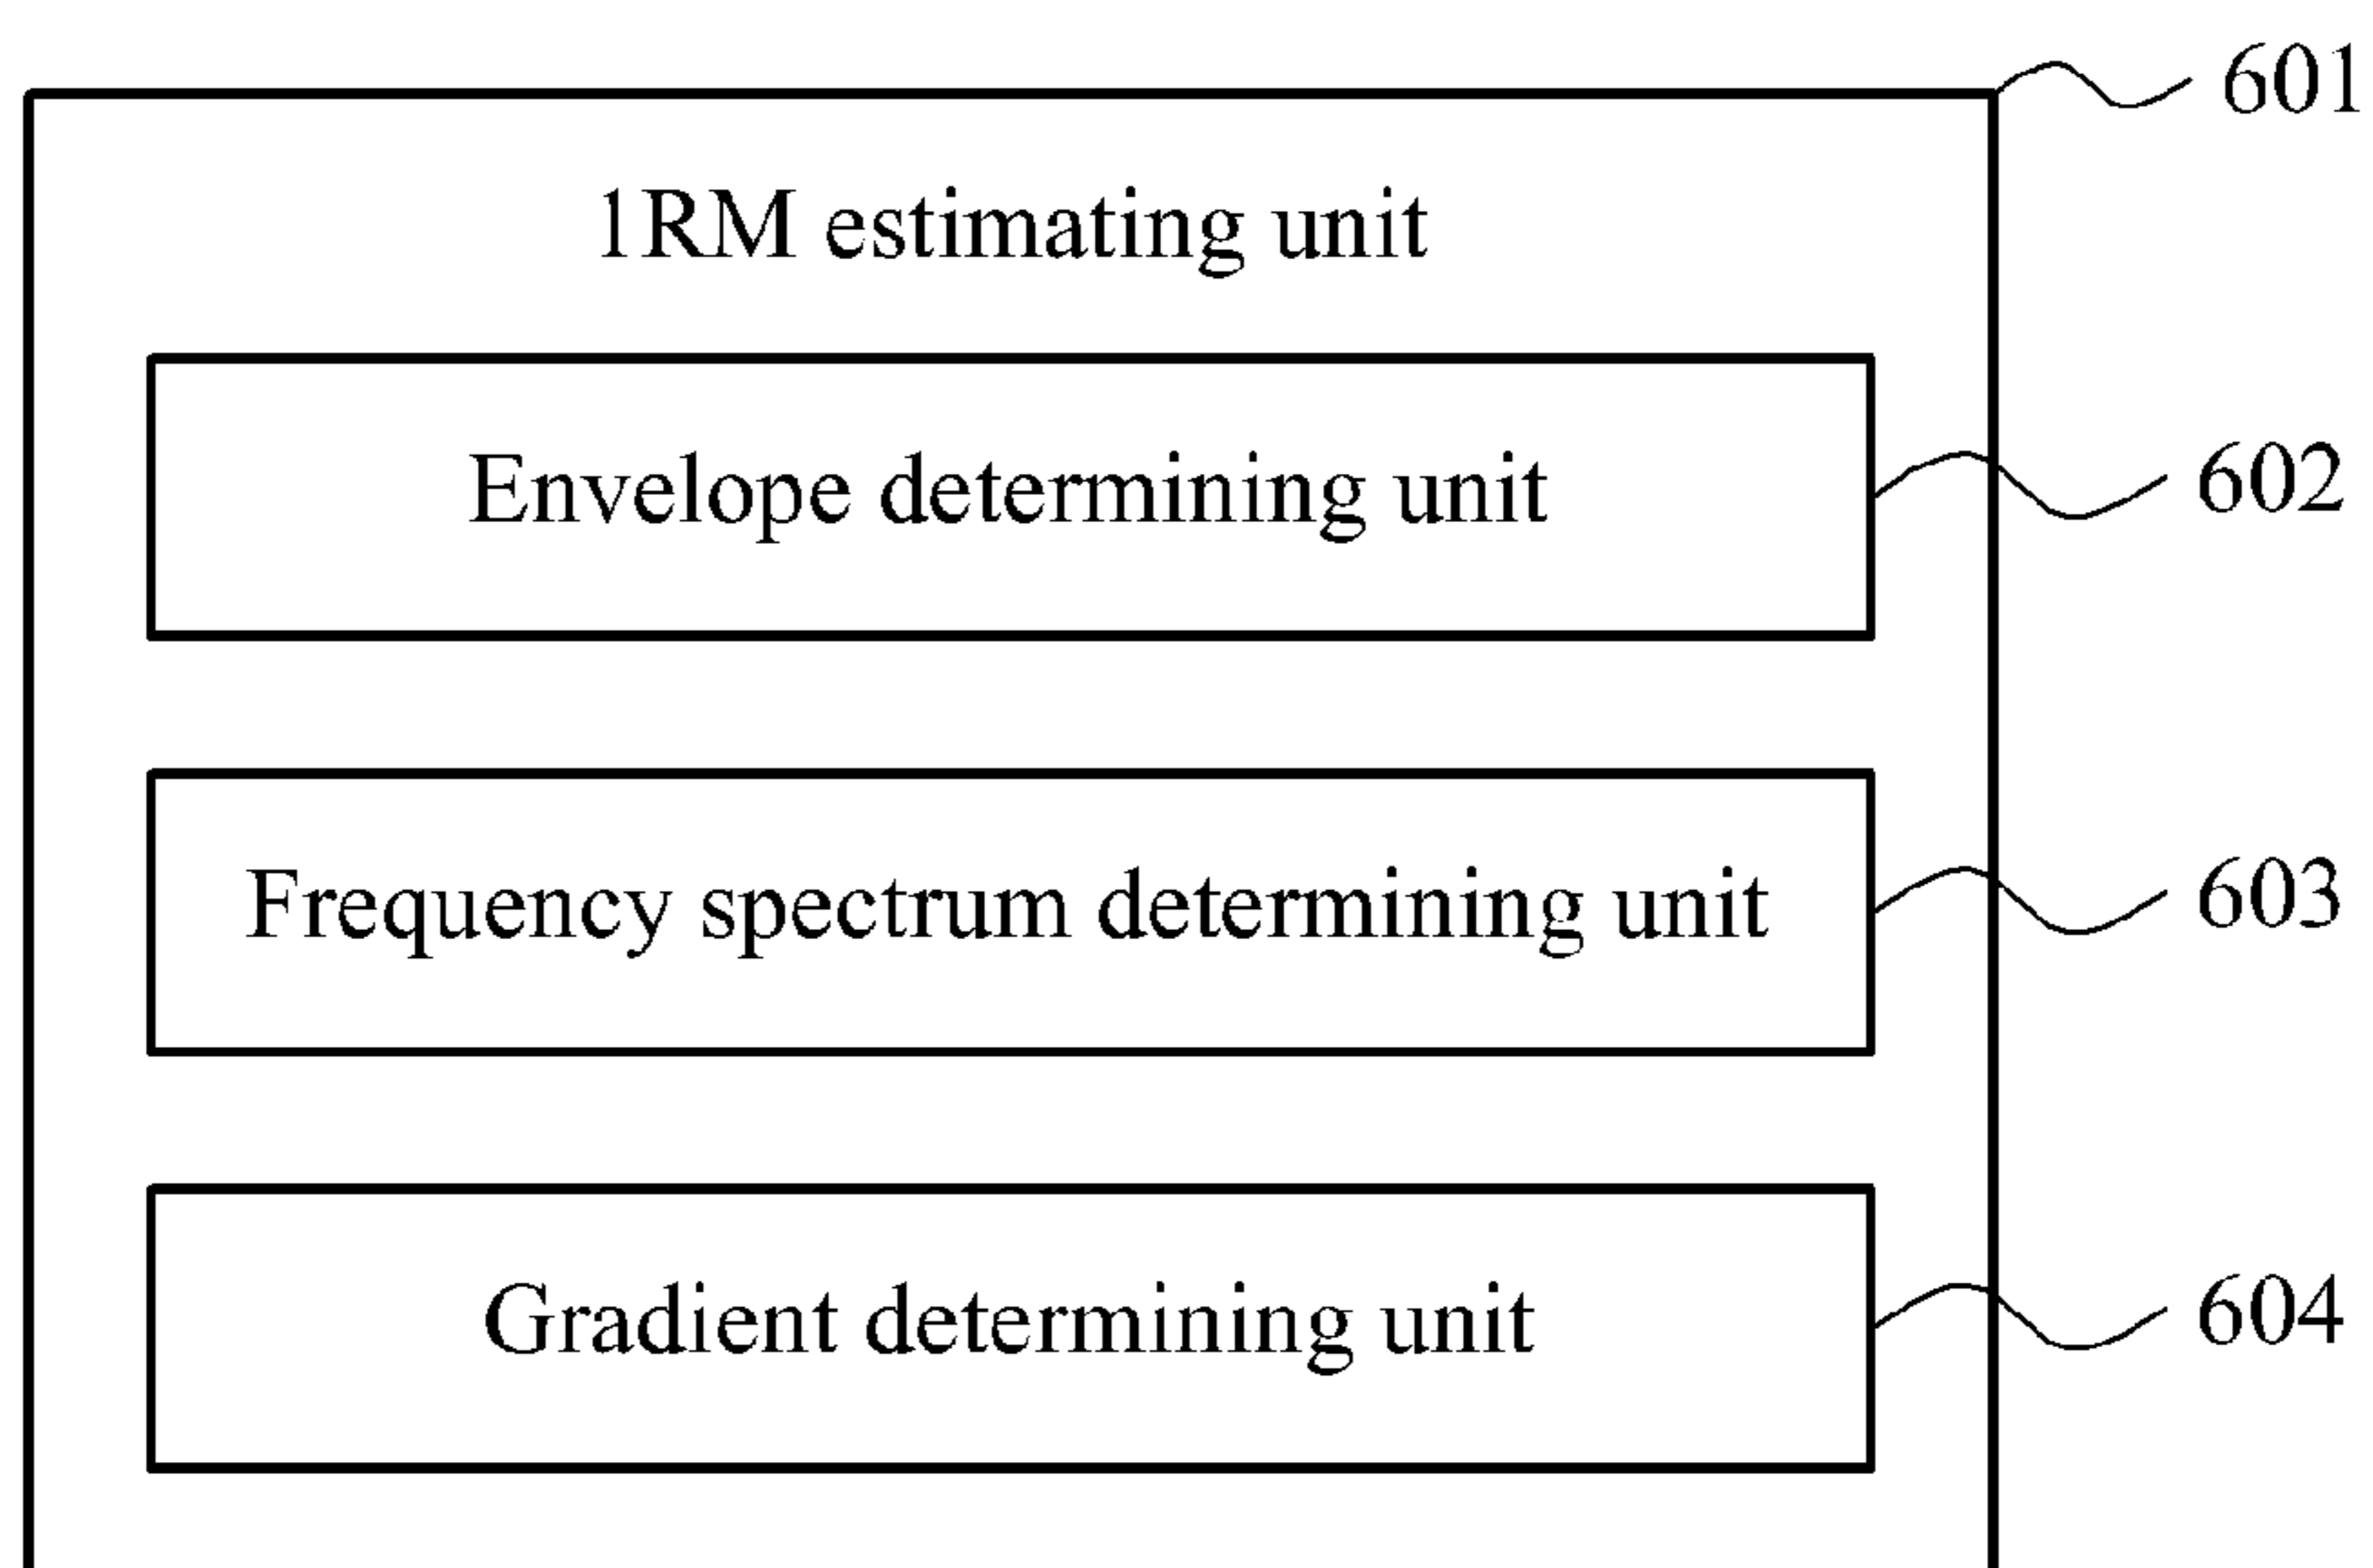 601
1RM estimating unit
Envelope determining unit
602
Frequency spectrum determining unit
603
Gradient determining unit
604